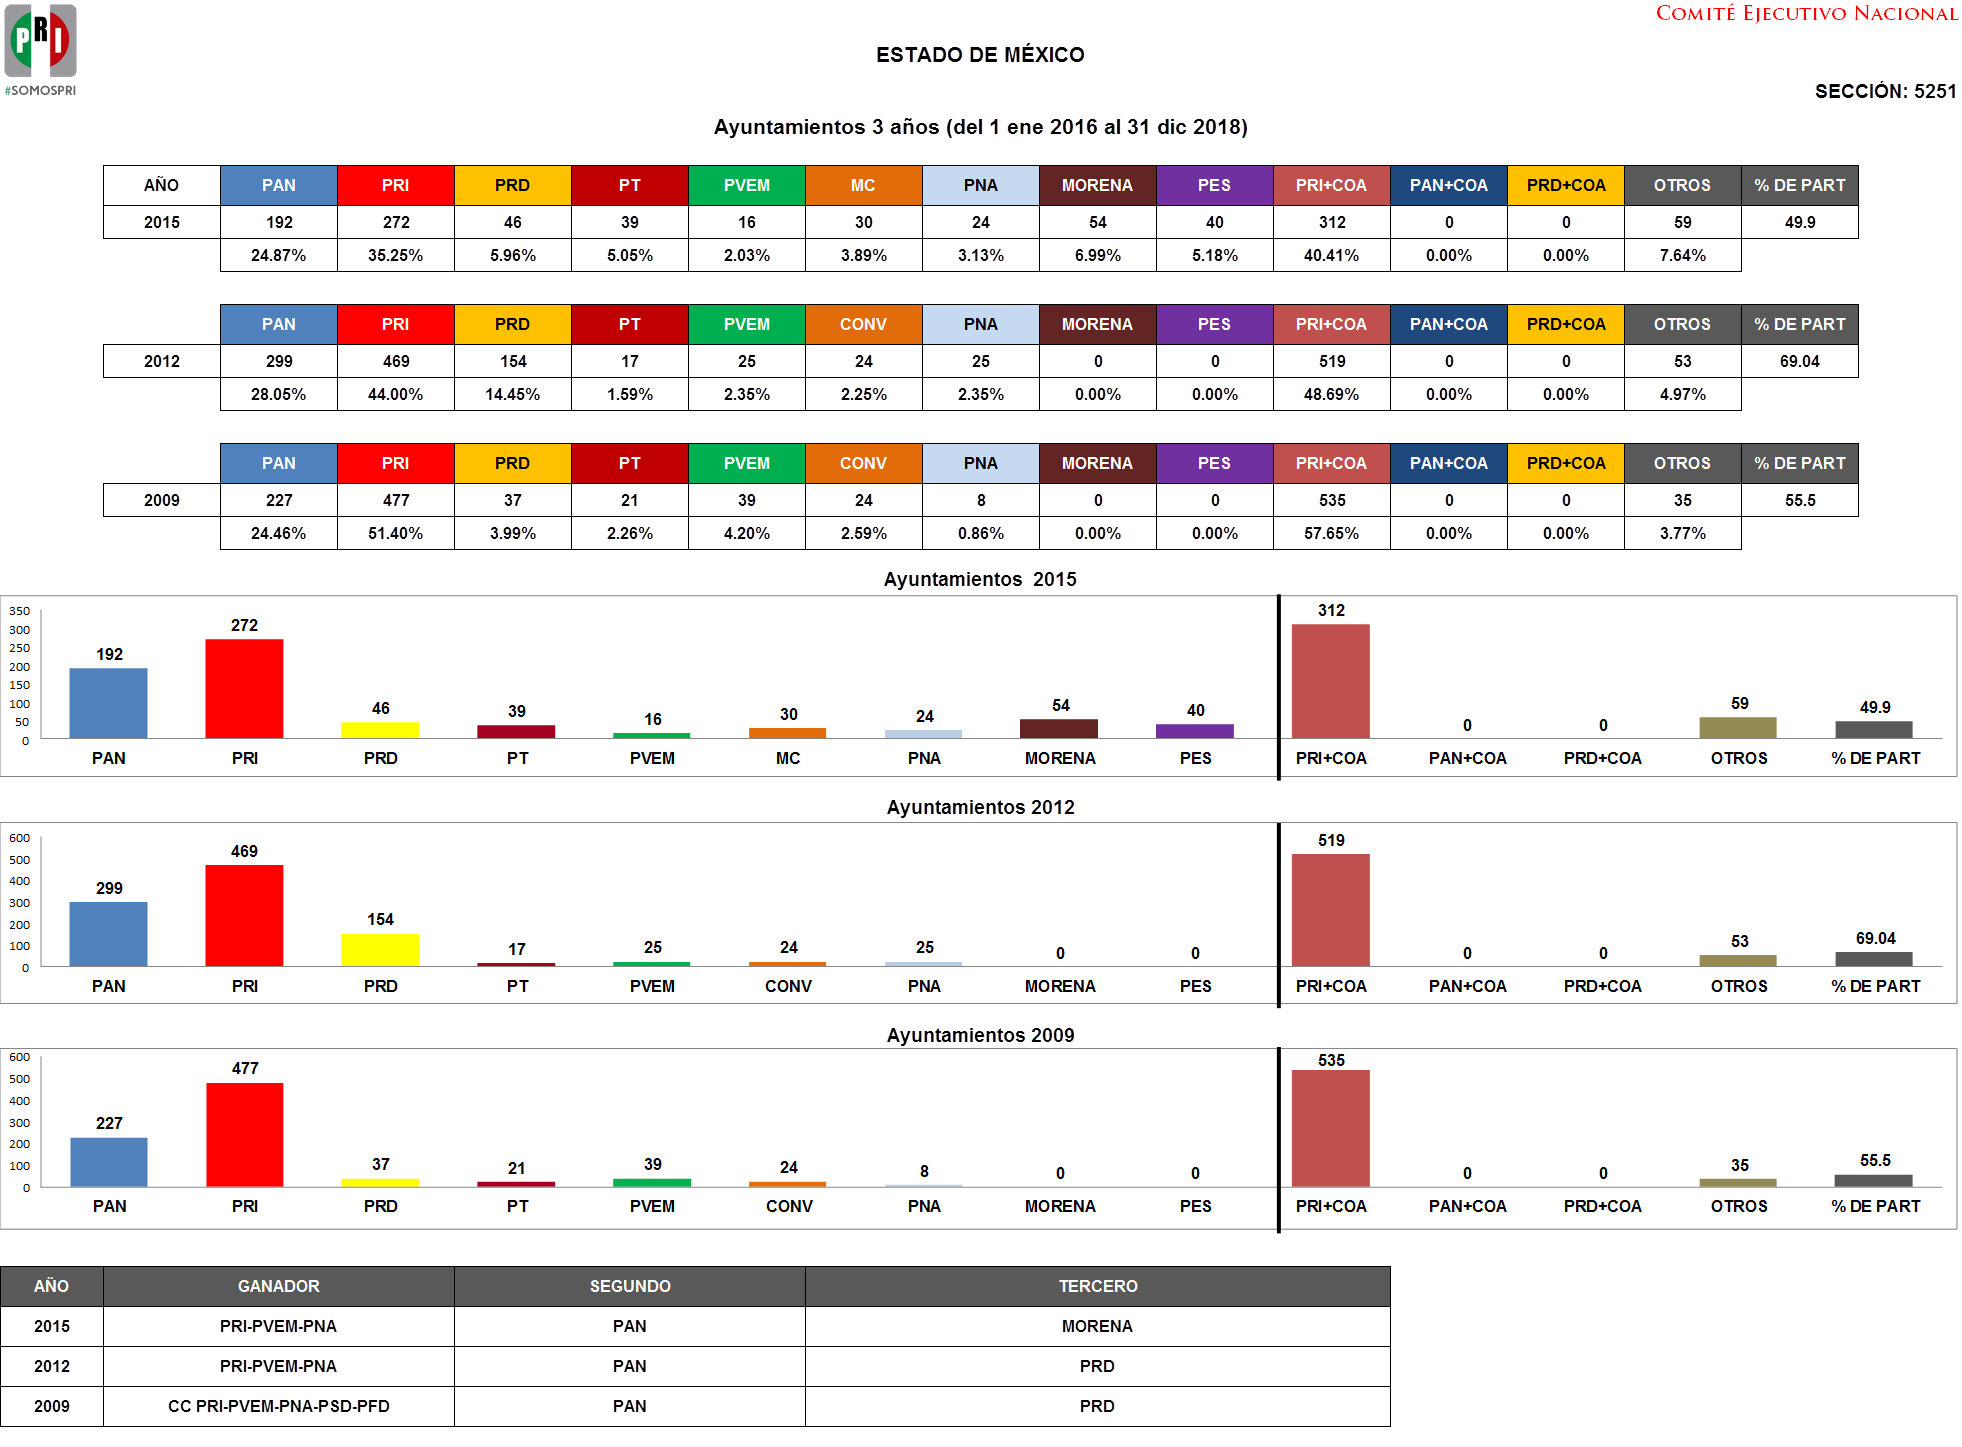 PRI
#SOMOSPRI
COMITÉ EJECUTIVO NACIONAL
ESTADO DE MÉXICO
SECCIÓN: 5251
Ayuntamientos 3 años (del 1 ene 2016 al 31 dic 2018)
AÑO PAN PRI PRD PT PVEM MC PNA MORENA PES PRI+COA PAN+COA PRD+COA OTROS % DE PART
2015 192 272 46 39 16 30 24 54 40 312 0 0 59 49.9
24.87% 35.25% 5.96% 5.05% 2.03% 3.89% 3.13% 6.99% 5.18% 40.41% 0.00% 0.00% 7.64%
PAN PRI PRD PT PVEM CONV PNA MORENA PES PRI+COA PAN+COA PRD+COA OTROS % DE PART
2012 299 469 154 17 25 24 25 0 0 519 0 0 53 69.04
28.05% 44.00% 14.45% 1.59% 2.35% 2.25% 2.35% 0.00% 0.00% 48.69% 0.00% 0.00% 4.97%
PAN PRI PRD PT PVEM CONV PNA MORENA PES PRI+COA PAN+COA PRD+COA OTROS % DE PART
2009 227 477 37 21 39 24 8 0 0 535 0 0 35 55.5
24.46% 51.40% 3.99% 2.26% 4.20% 2.59% 0.86% 0.00% 0.00% 57.65% 0.00% 0.00% 3.77%
Ayuntamientos 2015
350
300
250
200
150
100
50
0
192 272 46 39 16 30 24 54 40 312 0 0 59 49.9
PAN PRI PRD PT PVEM MC PNA MORENA PES PRI+COA PAN+COA PRD+COA OTROS % DE PART
Ayuntamientos 2012
600
500
400
300
200
100
0
299 469 154 17 25 24 25 0 0 519 0 0 53 69.04
PAN PRI PRD PT PVEM CONV PNA MORENA PES PRI+COA PAN+COA PRD+COA OTROS % DE PART
Ayuntamientos 2009
600
500
400
300
200
100
0
227 477 37 21 39 24 8 0 0 535 0 0 35 55.5
PAN PRI PRD PT PVEM CONV PNA MORENA PES PRI+COA PAN+COA PRD+COA OTROS % DE PART
AÑO GANADOR SEGUNDO TERCERO
2015 PRI-PVEM-PNA PAN MORENA
2012 PRI-PVEM-PNA PAN PRD
2009 CC PRI-PVEM-PNA-PSD-PFD PAN PRD